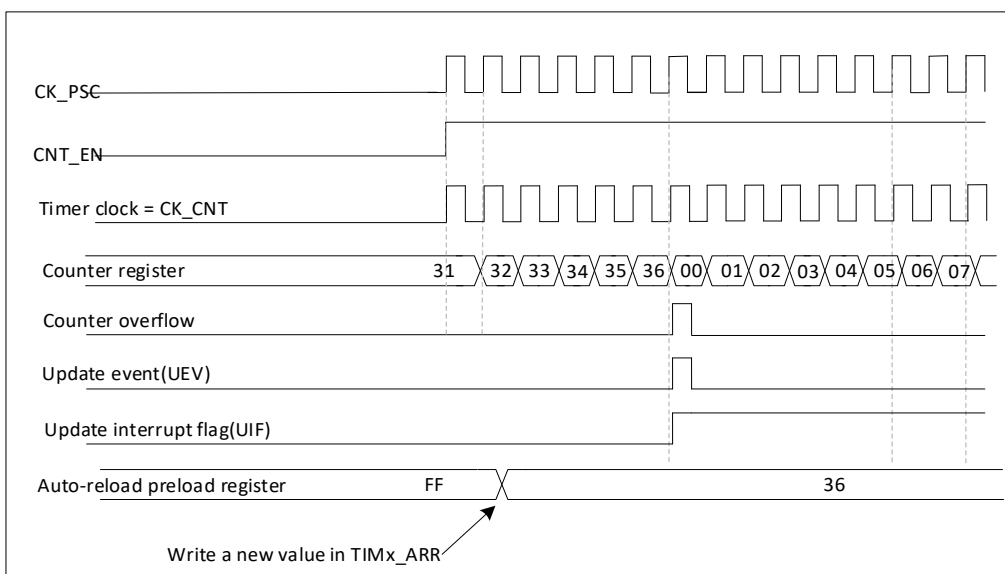 CK_PSC
CNT_EN
Timer clock = CK_CNT
Counter register 31 32 33 34 35 36 00 01 02 03 04 05 06 07
Counter overflow
Update event(UEV)
Update interrupt flag(UIF)
Auto-reload preload register FF 36
Write a new value in TIMx_ARR